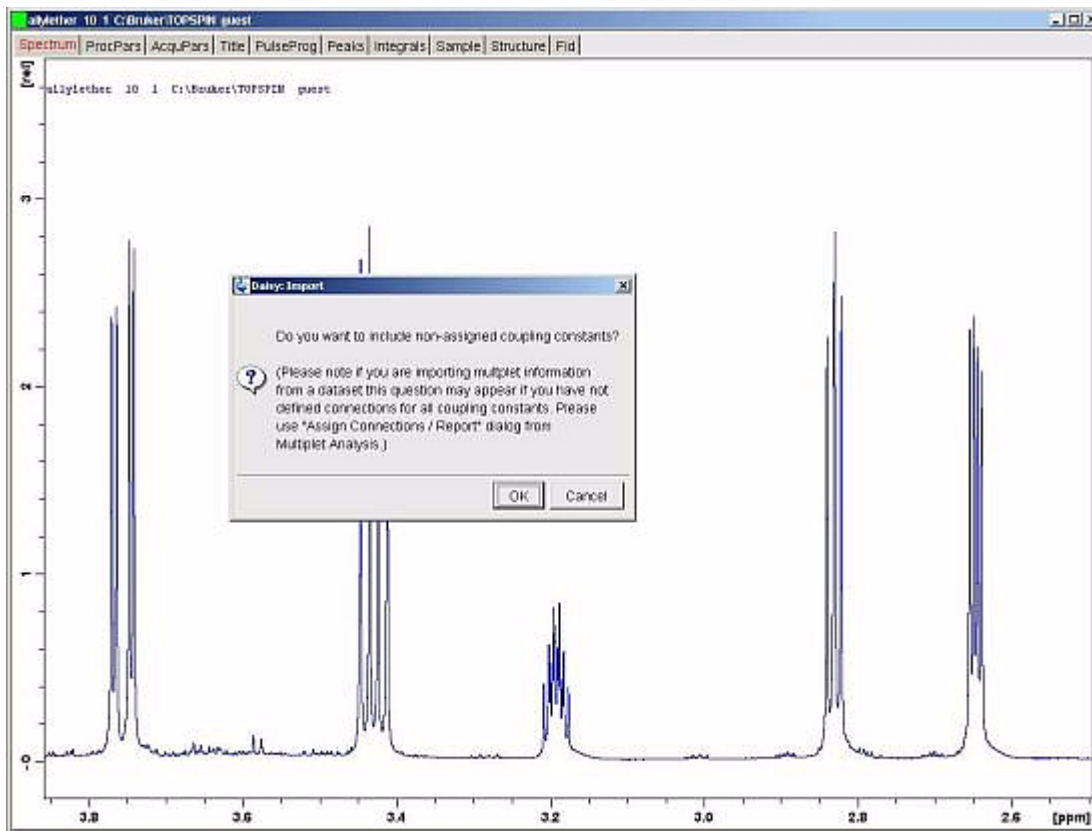 allylether 10 1 C:\Bruker\TOPSPIN guest
Spectrum ProcPars AcquPars Title PulseProg Peaks Integrals Sample Structure Fid
[rel]
allylether 10 1 C:\Bruker\TOPSPIN guest
3
Daisy: Import
Do you want to include non-assigned coupling constants?
(Please note if you are importing multplet information
from a dataset this question may appear if you have not
defined connections for all coupling constants. Please
use "Assign Connections / Report" dialog from
Multiplet Analysis.)
OK Cancel
2
1
-0
3.8 3.6 3.4 3.2 3.0 2.8 2.6 [ppm]